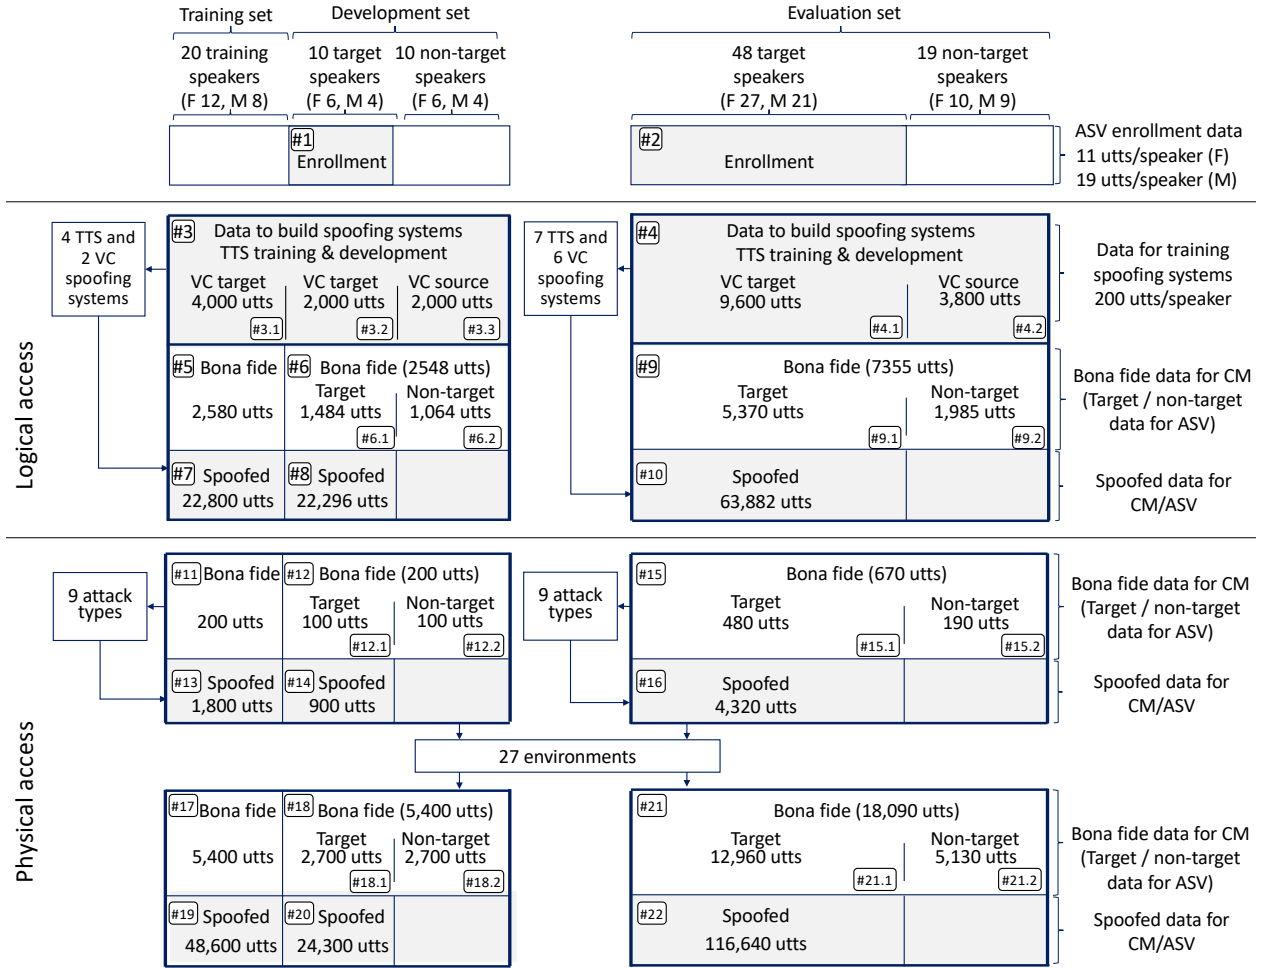 Training set
Development set
Evaluation set
20 training
speakers
(F 12, M 8)
10 target
speakers
(F 6, M 4)
10 non-target
speakers
(F 6, M 4)
48 target
speakers
(F 27, M 21)
19 non-target
speakers
(F 10, M 9)
#1
Enrollment
#2
Enrollment
ASV enrollment data
11 utts/speaker (F)
19 utts/speaker (M)
Logical access
4 TTS and
2 VC
spoofing
systems
#3
Data to build spoofing systems
TTS training & development
VC target
4,000 utts
#3.1
VC target
2,000 utts
#3.2
VC source
2,000 utts
#3.3
7 TTS and
6 VC
spoofing
systems
#4
Data to build spoofing systems
TTS training & development
VC target
9,600 utts
#4.1
VC source
3,800 utts
#4.2
Data for training
spoofing systems
200 utts/speaker
#5 Bona fide
2,580 utts
#6 Bona fide (2548 utts)
Target
1,484 utts
#6.1
Non-target
1,064 utts
#6.2
#9
Bona fide (7355 utts)
Target
5,370 utts
#9.1
Non-target
1,985 utts
#9.2
Bona fide data for CM
(Target / non-target
data for ASV)
#7 Spoofed
22,800 utts
#8 Spoofed
22,296 utts
#10
Spoofed
63,882 utts
Spoofed data for
CM/ASV
Physical access
9 attack
types
#11 Bona fide
200 utts
#12 Bona fide (200 utts)
Target
100 utts
#12.1
Non-target
100 utts
#12.2
9 attack
types
#15
Bona fide (670 utts)
Target
480 utts
#15.1
Non-target
190 utts
#15.2
Bona fide data for CM
(Target / non-target
data for ASV)
#13 Spoofed
1,800 utts
#14 Spoofed
900 utts
#16
Spoofed
4,320 utts
Spoofed data for
CM/ASV
27 environments
#17 Bona fide
5,400 utts
#18 Bona fide (5,400 utts)
Target
2,700 utts
#18.1
Non-target
2,700 utts
#18.2
#21
Bona fide (18,090 utts)
Target
12,960 utts
#21.1
Non-target
5,130 utts
#21.2
Bona fide data for CM
(Target / non-target
data for ASV)
#19 Spoofed
48,600 utts
#20 Spoofed
24,300 utts
#22
Spoofed
116,640 utts
Spoofed data for
CM/ASV